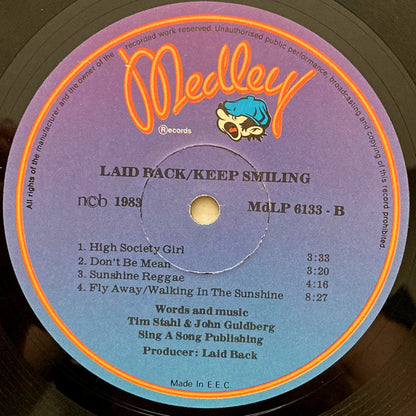 All rights of the manufacturer and the owner of the recorded work reserved. Unauthorised public performance, broadcasting and copying of this record prohibited.
Medley
Ⓡecords
LAID BACK/KEEP SMILING
ncb 1983
MdLP 6133 - B
1. High Society Girl 3:33
2. Don't Be Mean 3:20
3. Sunshine Reggae 4:16
4. Fly Away/Walking In The Sunshine 8:27
Words and music
Tim Stahl & John Guldberg
Sing A Song Publishing
Producer: Laid Back
Made In E.E.C.